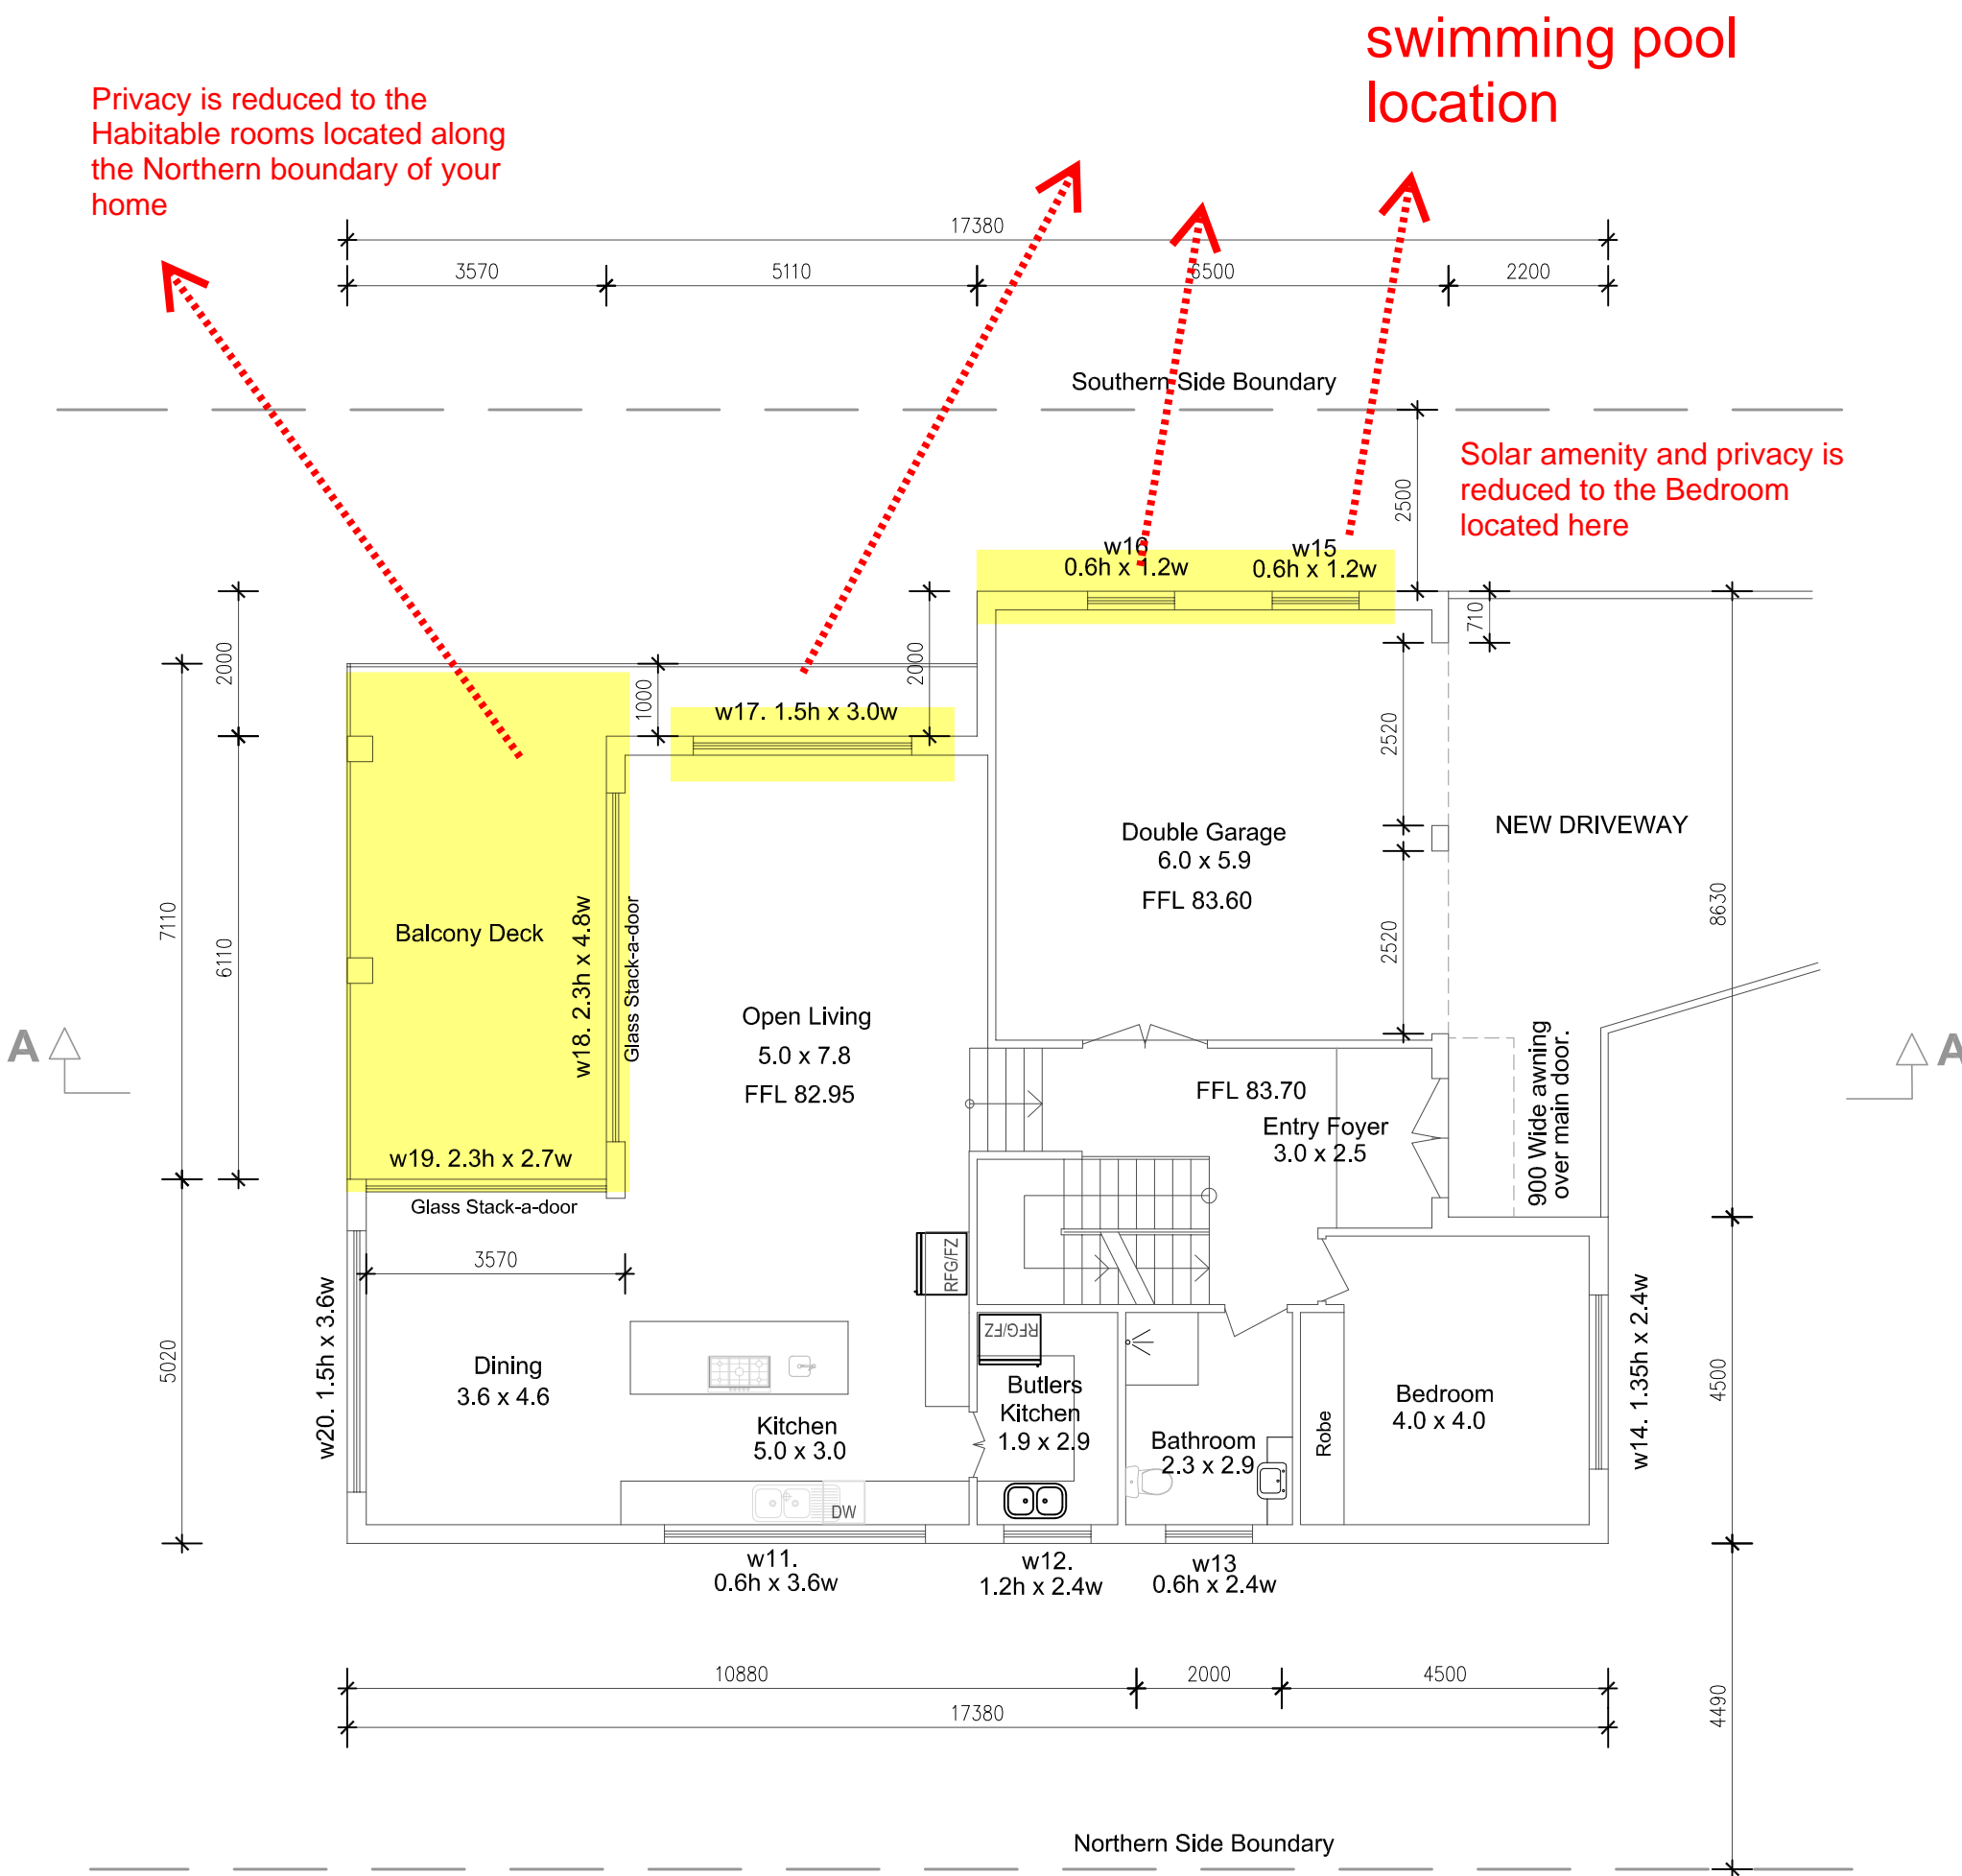 swimming pool
location
Privacy is reduced to the
Habitable rooms located along
the Northern boundary of your
home
17380
3570
5110
6500
2200
Southern Side Boundary
2500
Solar amenity and privacy is
reduced to the Bedroom
located here
w16
0.6h x 1.2w
w15
0.6h x 1.2w
710
2000
1000
2000
w17. 1.5h x 3.0w
2520
Double Garage
6.0 x 5.9
FFL 83.60
NEW DRIVEWAY
7110
6110
Balcony Deck
w18. 2.3h x 4.8w
Glass Stack-a-door
2520
8630
Open Living
5.0 x 7.8
FFL 82.95
A
A
FFL 83.70
Entry Foyer
3.0 x 2.5
900 Wide awning
over main door.
w19. 2.3h x 2.7w
Glass Stack-a-door
3570
RFG/FZ
RFG/FZ
w20. 1.5h x 3.6w
5020
Dining
3.6 x 4.6
Kitchen
5.0 x 3.0
Butlers
Kitchen
1.9 x 2.9
Bathroom
2.3 x 2.9
Robe
Bedroom
4.0 x 4.0
w14. 1.35h x 2.4w
4500
DW
w11.
0.6h x 3.6w
w12.
1.2h x 2.4w
w13
0.6h x 2.4w
10880
2000
4500
17380
4490
Northern Side Boundary